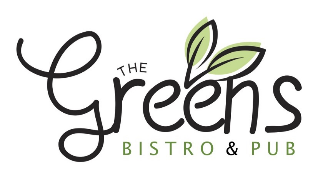 THE
Greens
BISTRO & PUB